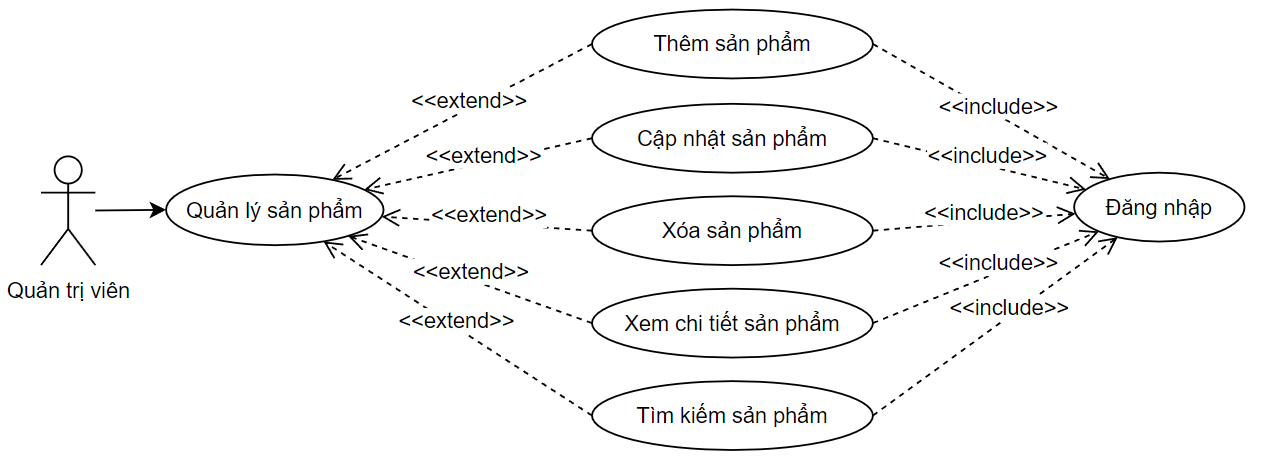 Thêm sản phẩm
<<extend>>
<<include>>
Cập nhật sản phẩm
<<extend>>
<<include>>
Quản lý sản phẩm
Xóa sản phẩm
<<extend>>
<<include>>
Đăng nhập
Quản trị viên
<<extend>>
<<include>>
Xem chi tiết sản phẩm
<<extend>>
<<include>>
Tìm kiếm sản phẩm